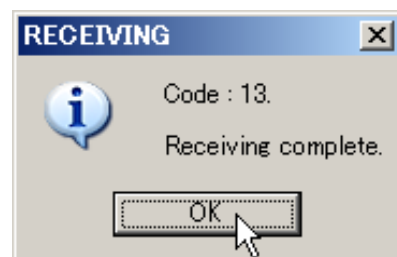 RECEIVING
Code : 13.
Receiving complete.
OK